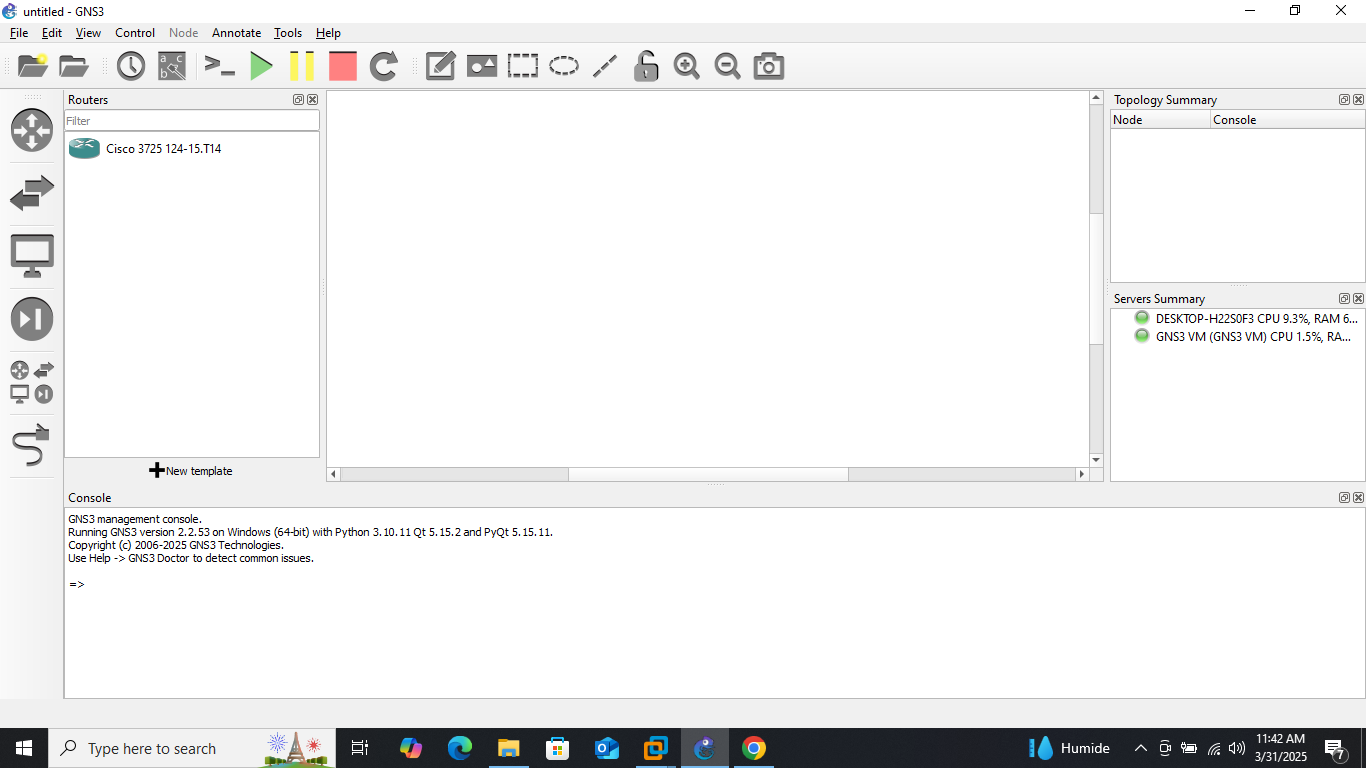 untitled - GNS3
File Edit View Control Node Annotate Tools Help
a b c
Routers
Filter
Cisco 3725 124-15.T14
New template
Topology Summary
Node Console
Servers Summary
DESKTOP-H22S0F3 CPU 9.3%, RAM 6...
GNS3 VM (GNS3 VM) CPU 1.5%, RA...
Console
GNS3 management console.
Running GNS3 version 2.2.53 on Windows (64-bit) with Python 3.10.11 Qt 5.15.2 and PyQt 5.15.11.
Copyright (c) 2006-2025 GNS3 Technologies.
Use Help -> GNS3 Doctor to detect common issues.
=>
Type here to search
Humide
11:42 AM
3/31/2025
7